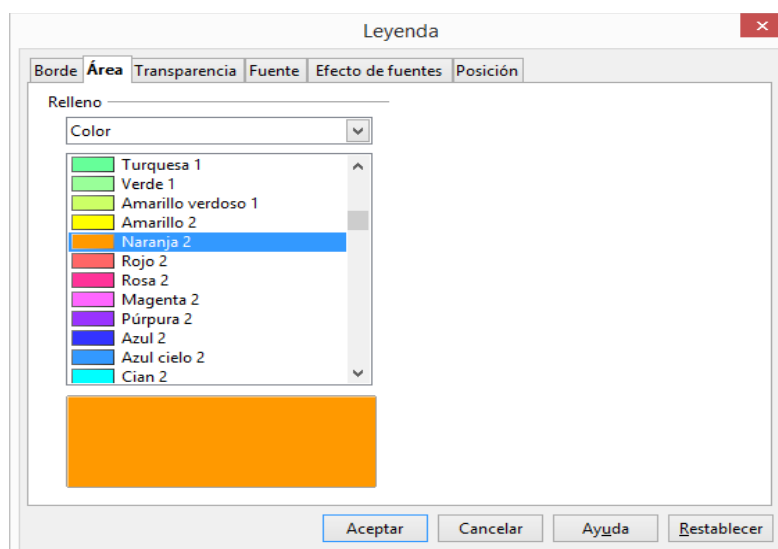 Leyenda
Borde Área Transparencia Fuente Efecto de fuentes Posición
Relleno
Color
Turquesa 1
Verde 1
Amarillo verdoso 1
Amarillo 2
Naranja 2
Rojo 2
Rosa 2
Magenta 2
Púrpura 2
Azul 2
Azul cielo 2
Cian 2
Aceptar Cancelar Ayuda Restablecer